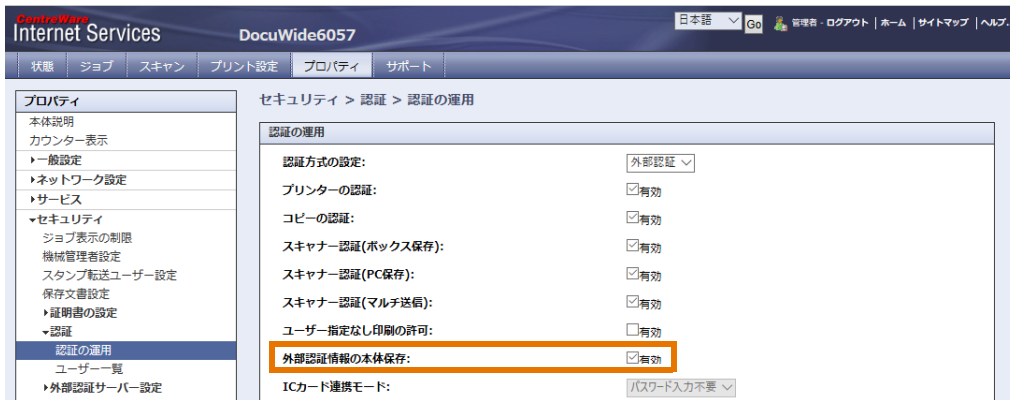 CentreWare
Internet Services
DocuWide6057
日本語 Go 管理者 - ログアウト | ホーム | サイトマップ | ヘルプ
状態 ジョブ スキャン プリント設定 プロパティ サポート
プロパティ
本体説明
カウンター表示
一般設定
ネットワーク設定
サービス
セキュリティ
ジョブ表示の制限
機械管理者設定
スタンプ転送ユーザー設定
保存文書設定
証明書の設定
認証
認証の運用
ユーザー一覧
外部認証サーバー設定
セキュリティ > 認証 > 認証の運用
認証の運用
認証方式の設定: 外部認証
プリンターの認証: 有効
コピーの認証: 有効
スキャナー認証(ボックス保存): 有効
スキャナー認証(PC保存): 有効
スキャナー認証(マルチ送信): 有効
ユーザー指定なし印刷の許可: 有効
外部認証情報の本体保存: 有効
ICカード連携モード: パスワード入力不要